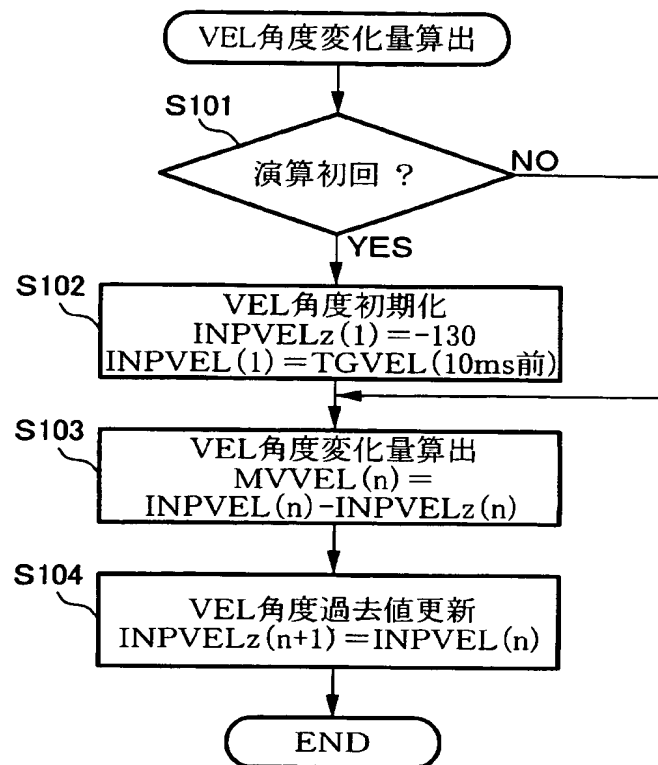 VEL角度変化量算出
S101
演算初回 ?
NO
YES
S102
VEL角度初期化
INPVELz(1)=-130
INPVEL(1)=TGVEL(10ms前)
S103
VEL角度変化量算出
MVVEL(n)=
INPVEL(n)-INPVELz(n)
S104
VEL角度過去値更新
INPVELz(n+1)=INPVEL(n)
END